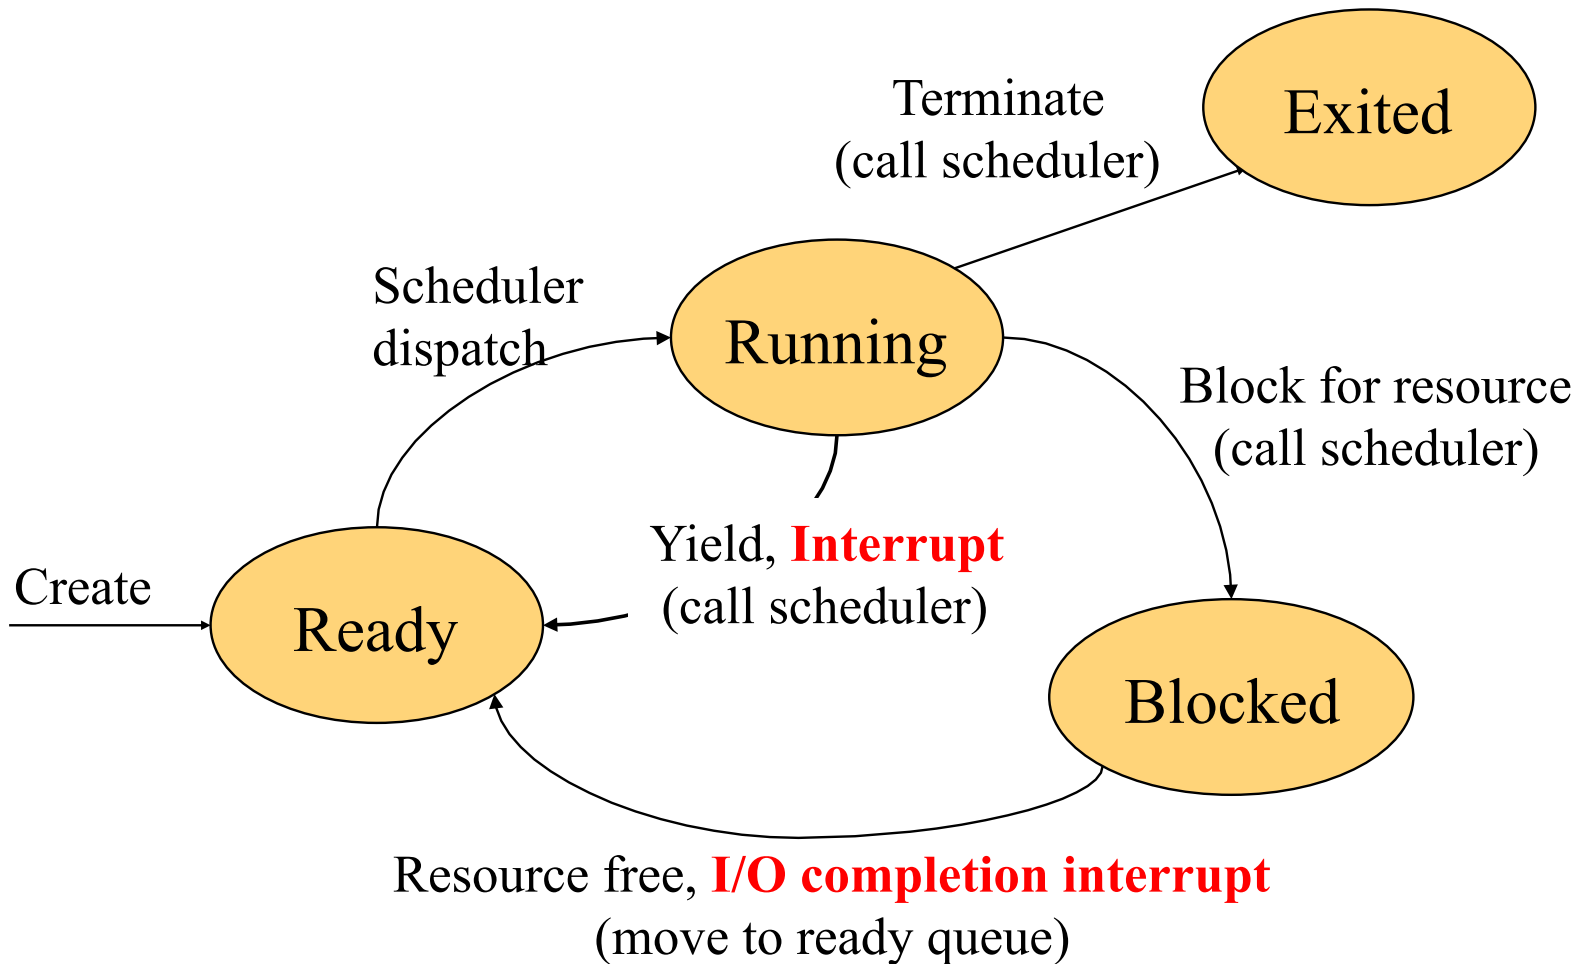 Terminate
(call scheduler)
Exited
Scheduler
dispatch
Running
Block for resource
(call scheduler)
Yield, Interrupt
(call scheduler)
Create
Ready
Blocked
Resource free, I/O completion interrupt
(move to ready queue)